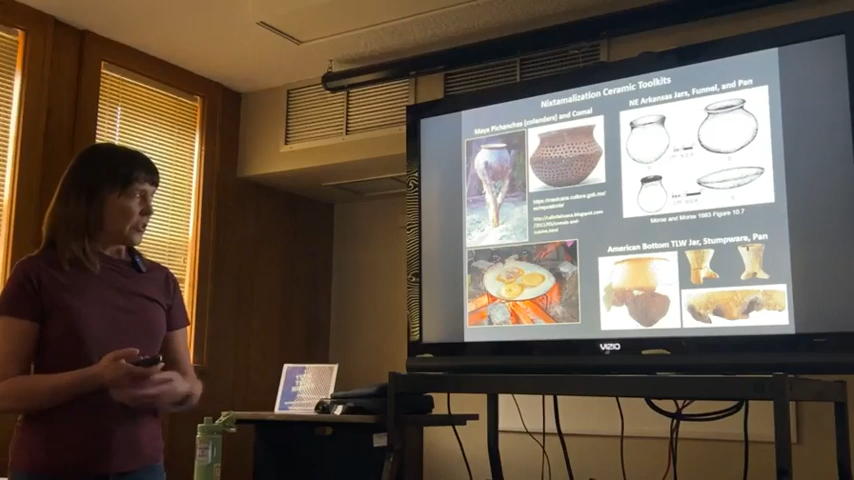 Nixtamalization Ceramic Toolkits
Maya Pichanchas (colanders) and Comal
NE Arkansas Jars, Funnel, and Pan
Morse and Morse 1983 Figure 10.7
American Bottom TLW Jar, Stumpware, Pan
VIZIO